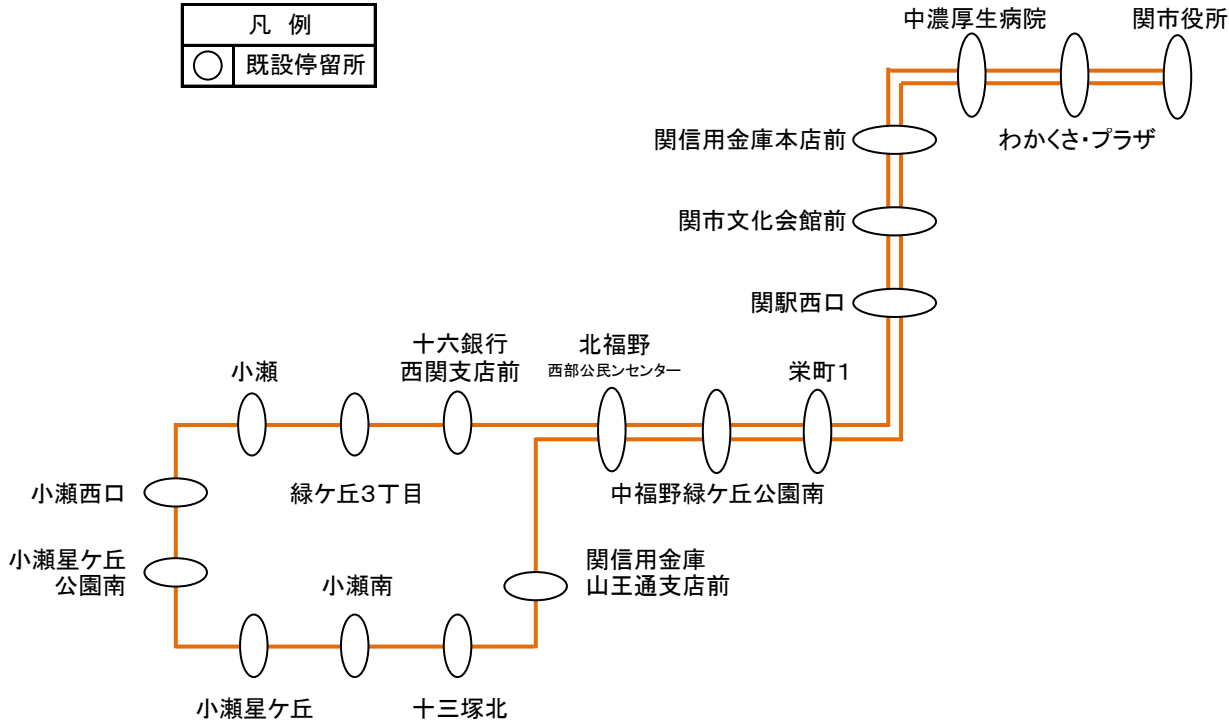 凡 例
既設停留所
中濃厚生病院
関市役所
わかくさ・プラザ
関信用金庫本店前
関市文化会館前
関駅西口
十六銀行
西関支店前
北福野
西部公民ンセンター
栄町1
小瀬
小瀬西口
緑ケ丘3丁目
中福野緑ケ丘公園南
小瀬星ケ丘
公園南
小瀬南
関信用金庫
山王通支店前
小瀬星ケ丘
十三塚北